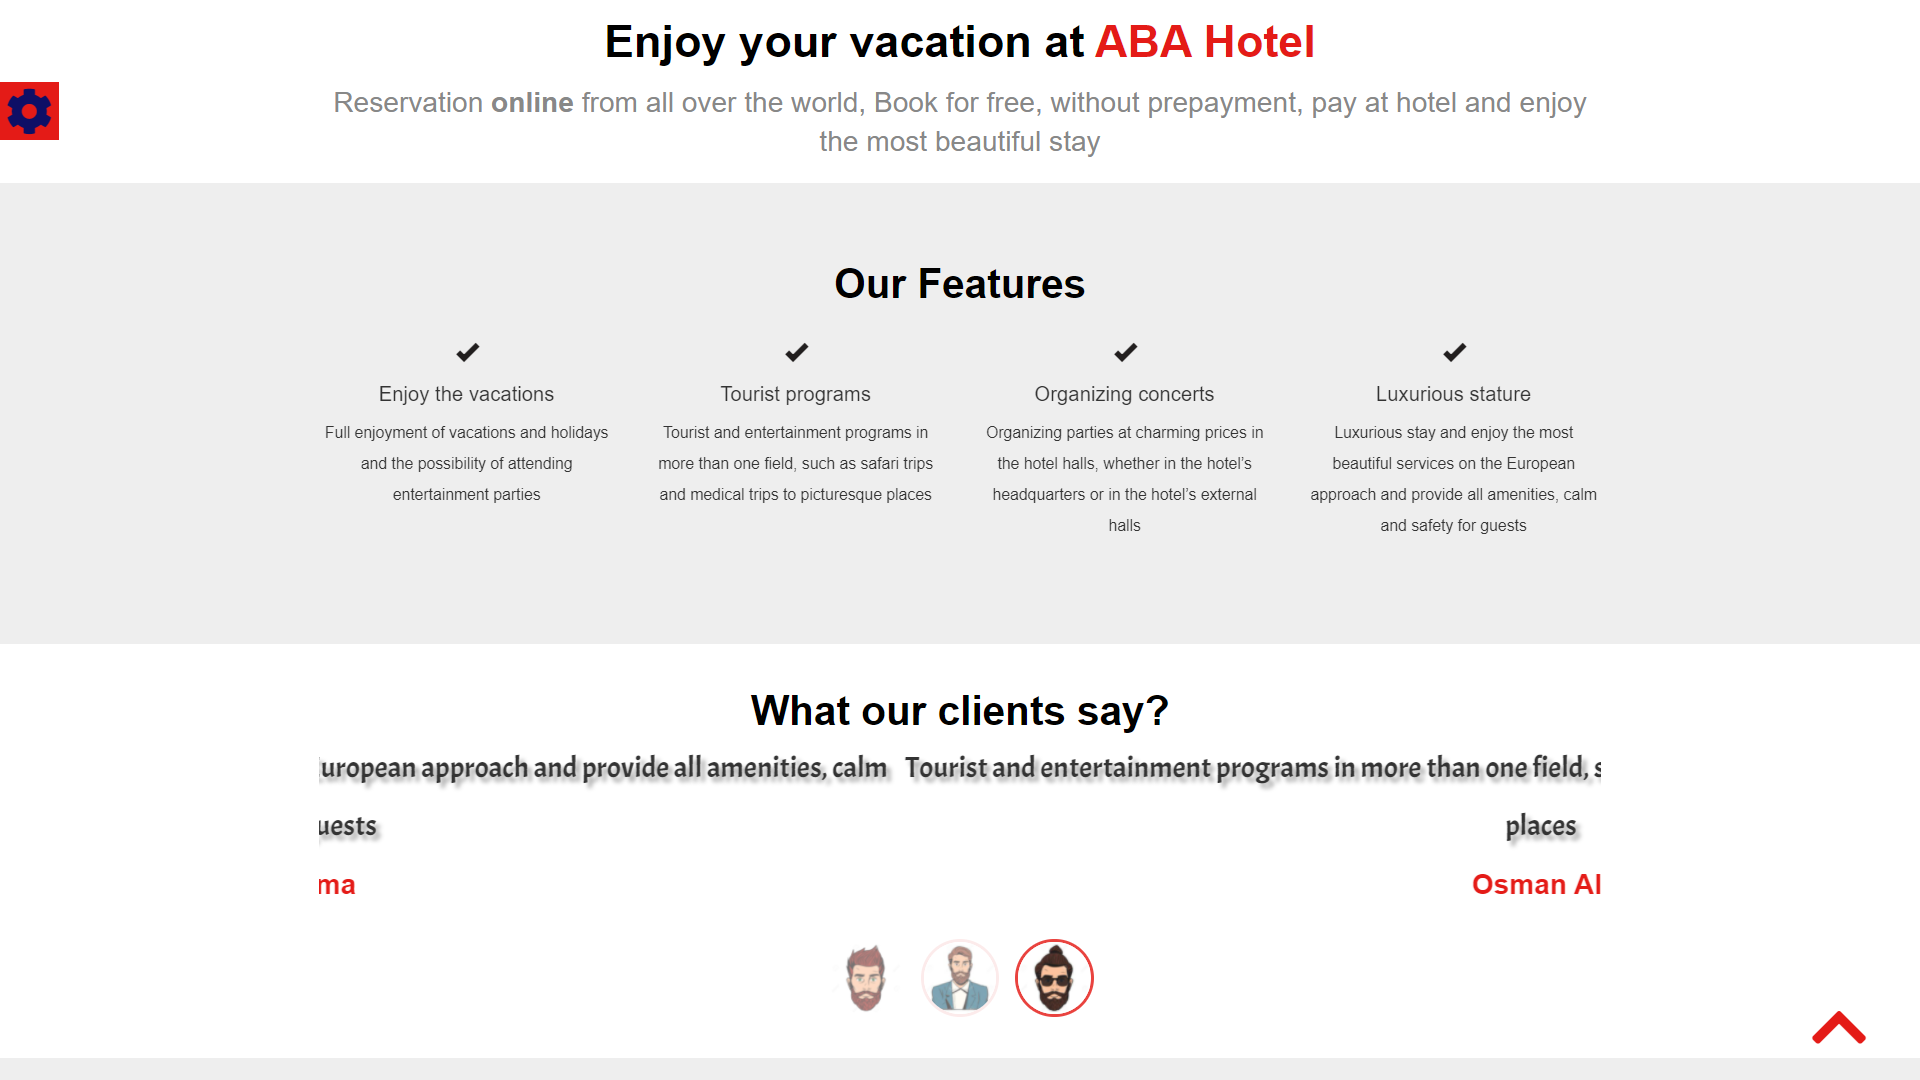 Enjoy your vacation at ABA Hotel
Reservation online from all over the world, Book for free, without prepayment, pay at hotel and enjoy
the most beautiful stay
Our Features
Enjoy the vacations
Full enjoyment of vacations and holidays
and the possibility of attending
entertainment parties
Tourist programs
Tourist and entertainment programs in
more than one field, such as safari trips
and medical trips to picturesque places
Organizing concerts
Organizing parties at charming prices in
the hotel halls, whether in the hotel’s
headquarters or in the hotel’s external
halls
Luxurious stature
Luxurious stay and enjoy the most
beautiful services on the European
approach and provide all amenities, calm
and safety for guests
What our clients say?
uropean approach and provide all amenities, calm
uests
ma
Tourist and entertainment programs in more than one field, s
places
Osman Al